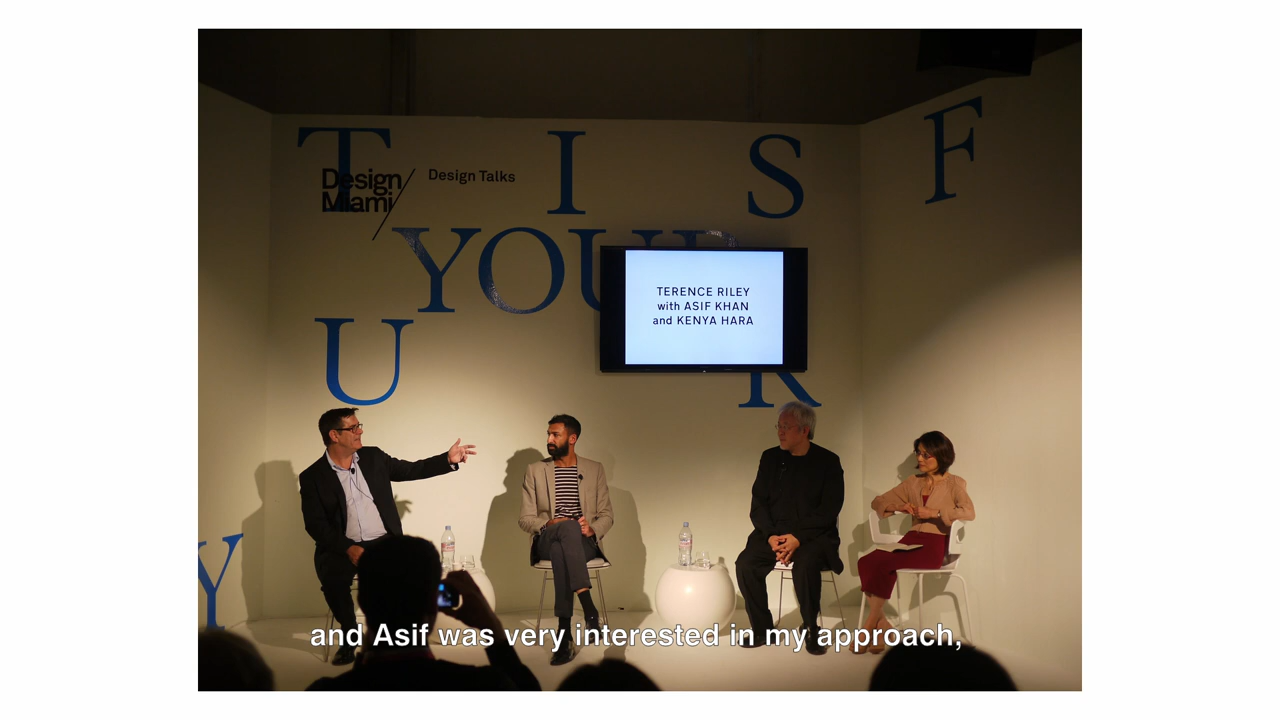 T I S F
Design
Miami/
Design Talks
YOUR
TERENCE RILEY
with ASIF KHAN
and KENYA HARA
U R
Y
and Asif was very interested in my approach,